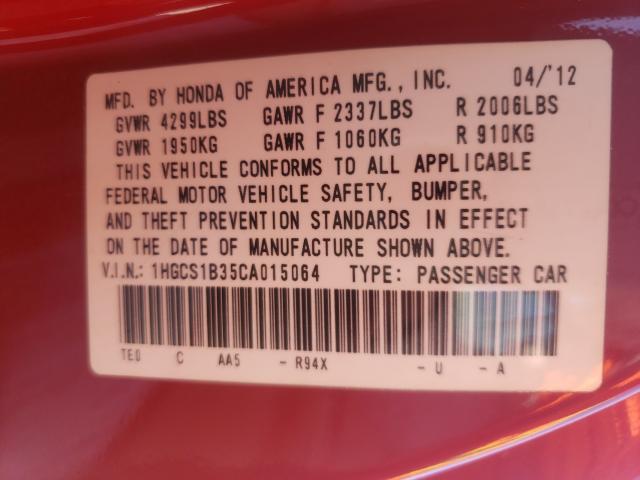 MFD. BY HONDA OF AMERICA MFG., INC. 04/'12
GVWR 4299LBS GAWR F 2337LBS R 2006LBS
GVWR 1950KG GAWR F 1060KG R 910KG
THIS VEHICLE CONFORMS TO ALL APPLICABLE
FEDERAL MOTOR VEHICLE SAFETY, BUMPER,
AND THEFT PREVENTION STANDARDS IN EFFECT
ON THE DATE OF MANUFACTURE SHOWN ABOVE.
V.I.N.: 1HGCS1B35CA015064 TYPE: PASSENGER CAR
TE0 C AA5 - R94X - U - A